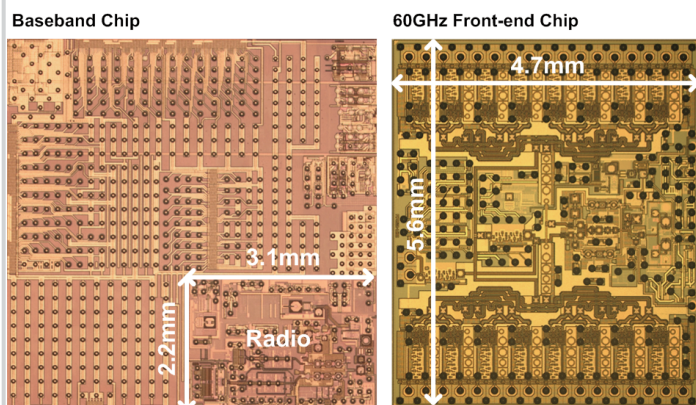 Baseband Chip
3.1mm
2.2mm
Radio
60GHz Front-end Chip
4.7mm
5.6mm